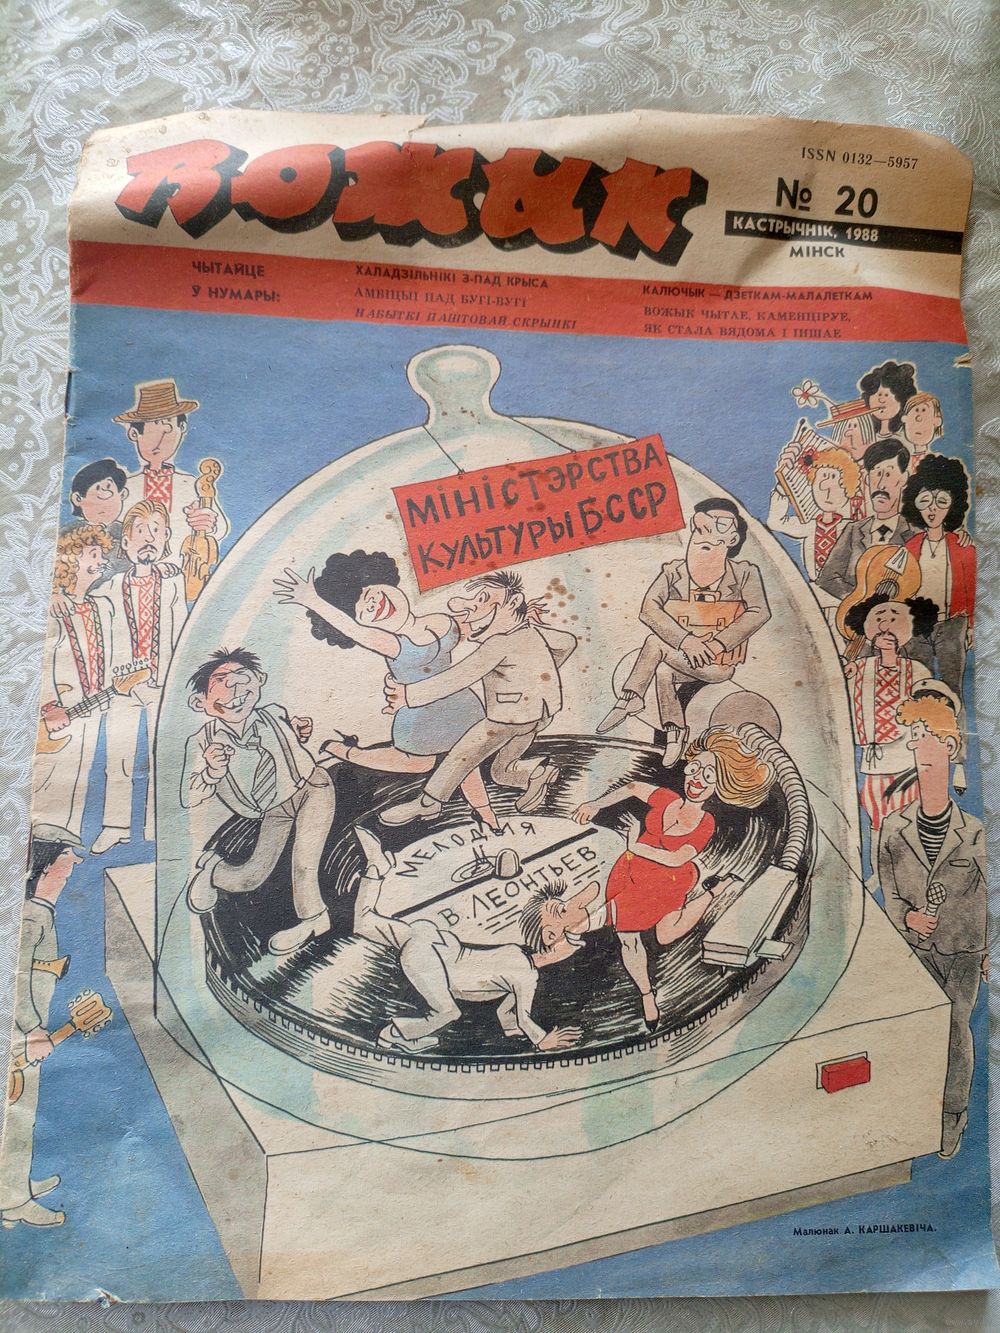 ВОЖЫК
ISSN 0132—5957
№ 20
КАСТРЫЧНІК, 1988
МІНСК
ЧЫТАЙЦЕ
Ў НУМАРЫ:
ХАЛАДЗІЛЬНІКІ З-ПАД КРЫСА
АМБІЦЫІ ПАД БУГІ-ВУГІ
НАБЫТКІ ПАШТОВАЙ СКРЫНКІ
КАЛЮЧЫК — ДЗЕТКАМ-МАЛАЛЕТКАМ
ВОЖЫК ЧЫТАЕ, КАМЕНЦІРУЕ,
ЯК СТАЛА ВЯДОМА І ІНШАЕ
МІНІСТЭРСТВА
КУЛЬТУРЫ БССР
МЕЛОДИЯ
В. ЛЕОНТЬЕВ
Малюнак А. КАРШАКЕВІЧА.